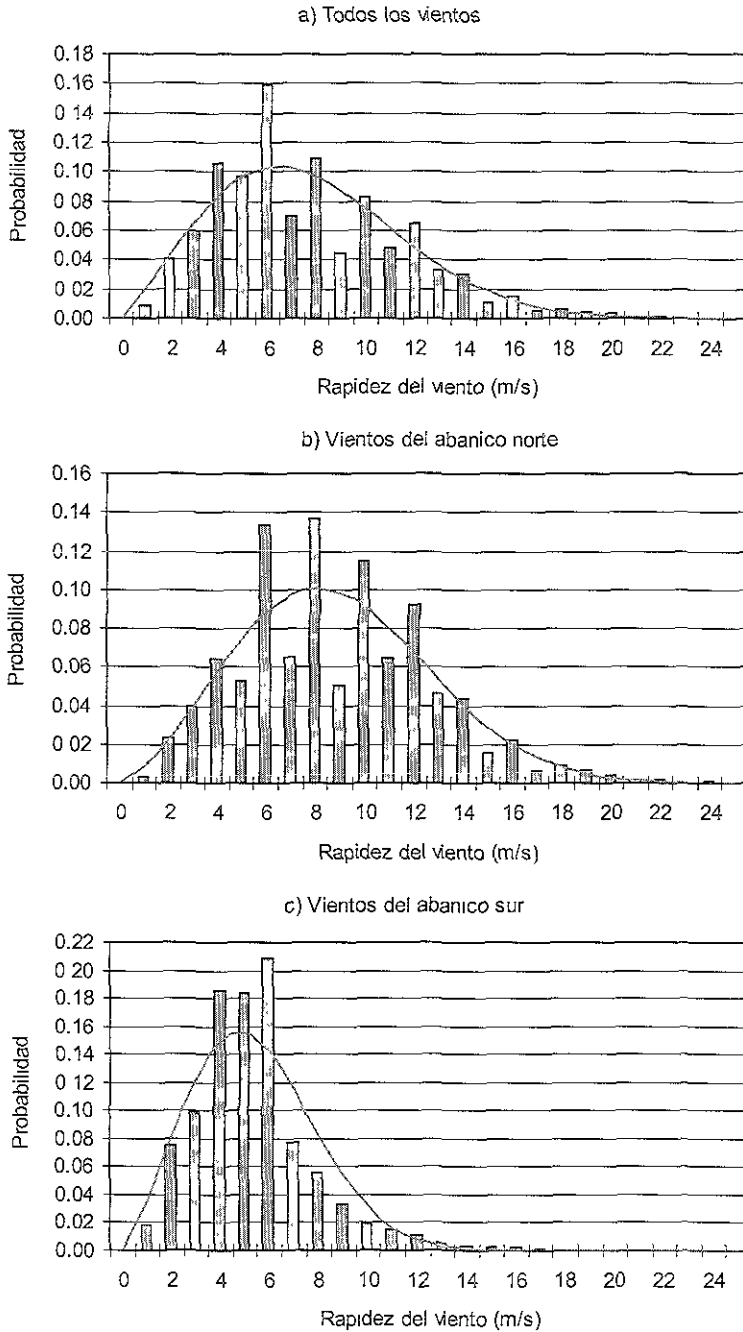 a) Todos los vientos
0.18
0.16
0.14
0.12
0.10
0.08
0.06
0.04
0.02
0.00
Probabilidad
0 2 4 6 8 10 12 14 16 18 20 22 24
Rapidez del viento (m/s)
b) Vientos del abanico norte
0.16
0.14
0.12
0.10
0.08
0.06
0.04
0.02
0.00
Probabilidad
0 2 4 6 8 10 12 14 16 18 20 22 24
Rapidez del viento (m/s)
c) Vientos del abanico sur
0.22
0.20
0.18
0.16
0.14
0.12
0.10
0.08
0.06
0.04
0.02
0.00
Probabilidad
0 2 4 6 8 10 12 14 16 18 20 22 24
Rapidez del viento (m/s)